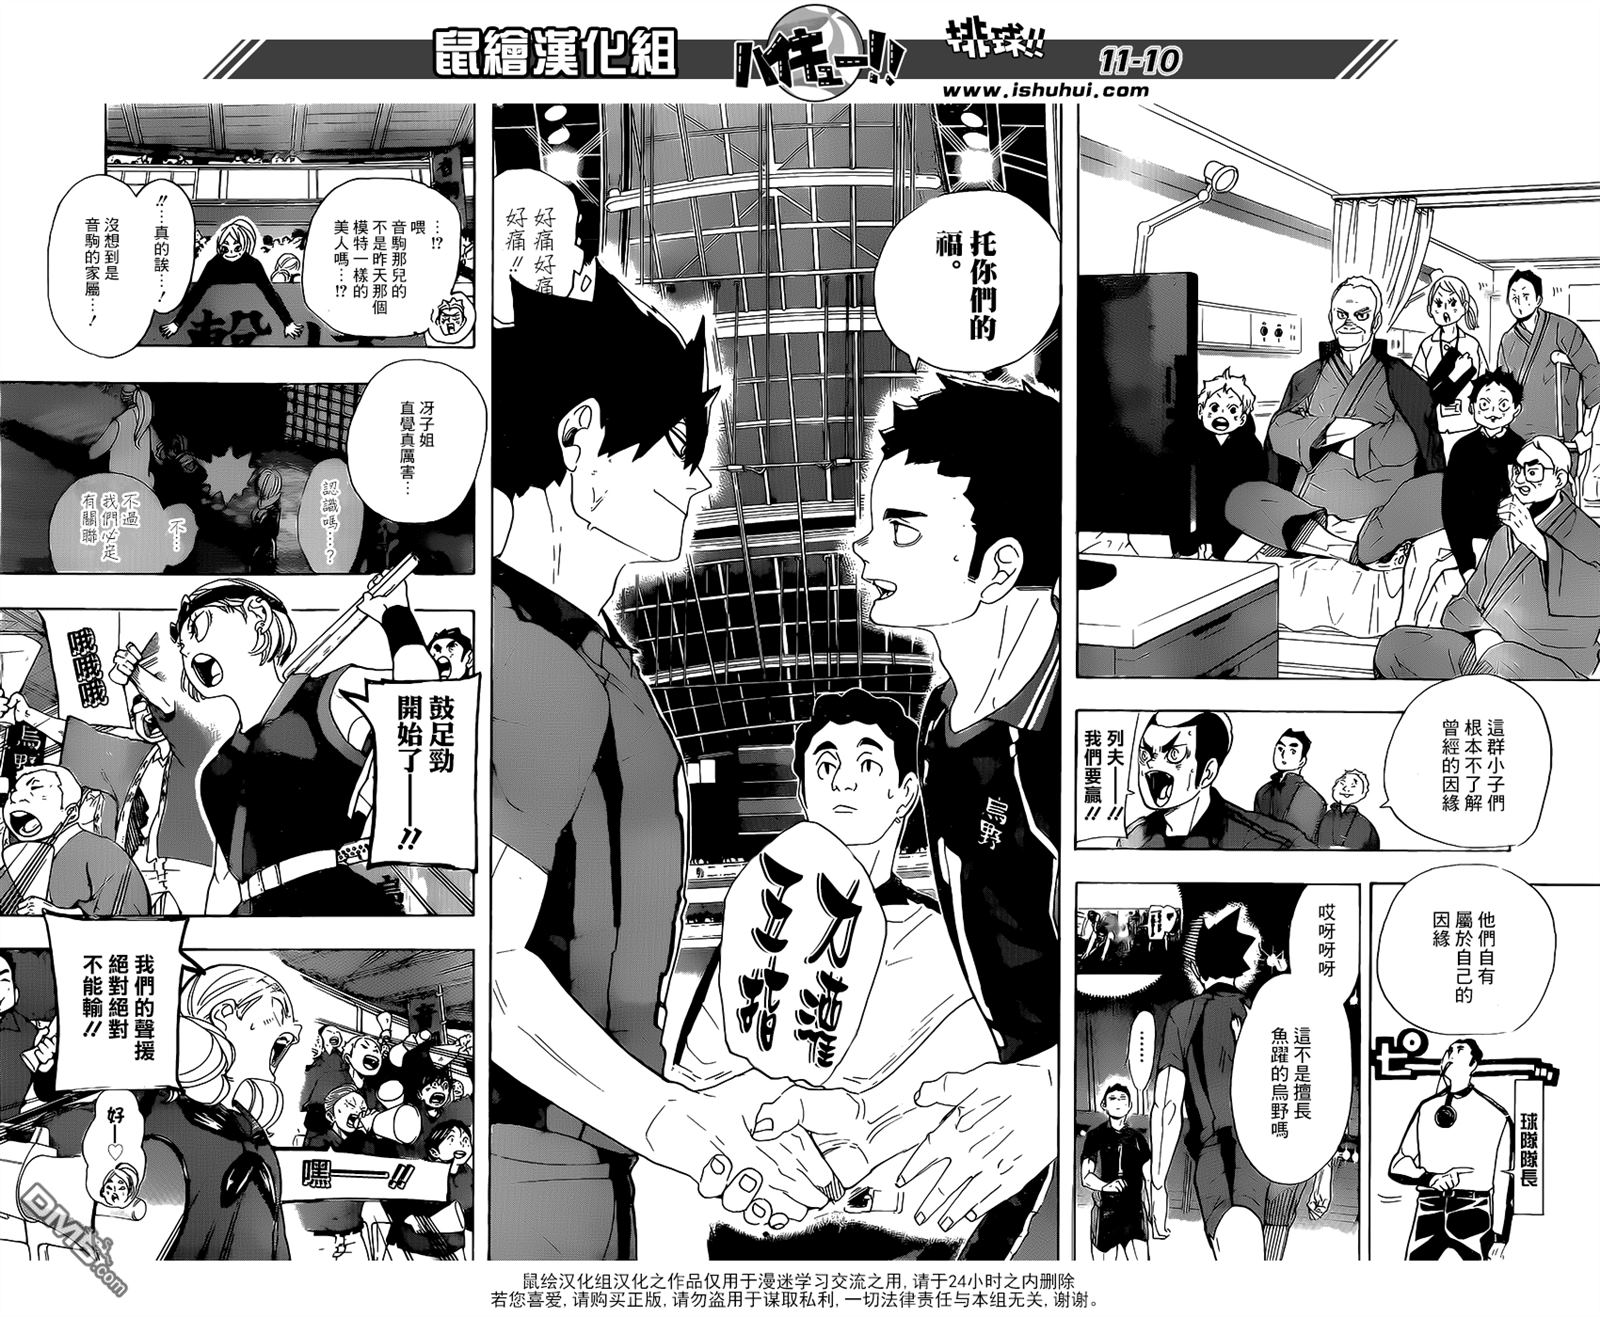 鼠繪漢化組
ハイキュー!!
排球!!
11-10
www.ishuhui.com
這群小子們
根本不了解
曾經的因緣
列夫——!!
我們要贏!!
他們自有
屬於自己的
因緣
ピ
球隊隊長
哎呀呀呀
這不是擅長
魚躍的烏野嗎
……
托你們的
福。
好痛好痛
好痛!!
烏野
喂…!?
音駒那兒的
不是昨天那個
模特一樣的
美人嗎…!?
!!…真的誒…!
沒想到是
音駒的家屬…!
冴子姐
直覺真厲害…
認識嗎…?
不…
不過
我們必定
有關聯
哦哦哦
烏野
鼓足勁
開始了——!!
我們的聲援
絕對絕對
不能輸!!
好—♡
嘿——!!
鼠绘汉化组汉化之作品仅用于漫迷学习交流之用,请于24小时之内删除
若您喜爱,请购买正版,请勿盗用于谋取私利,一切法律责任与本组无关,谢谢。